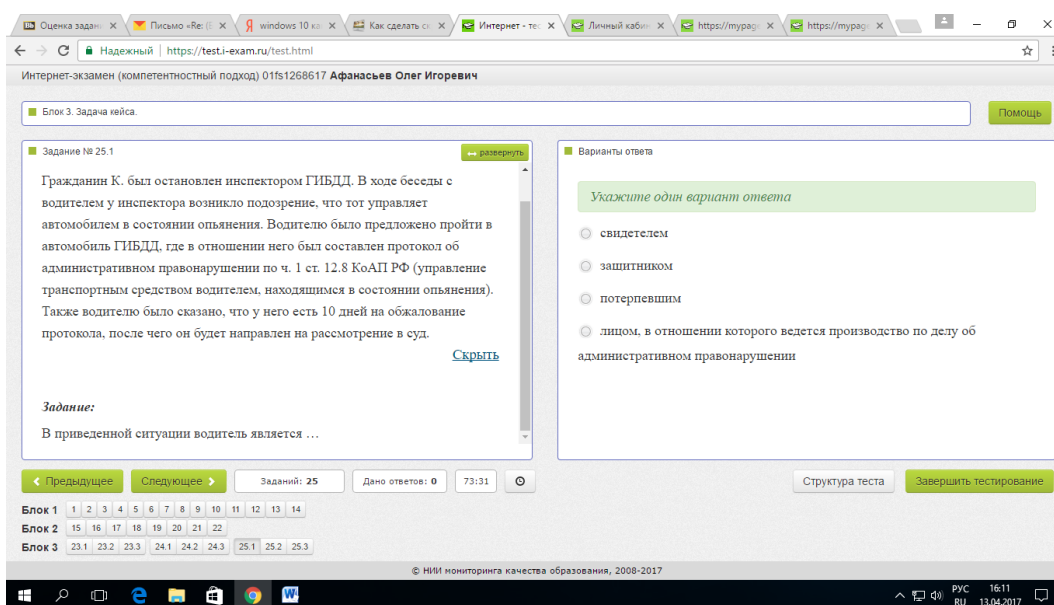 Оценка задани
Письмо «Re: (Е
windows 10 ка
Как сделать ск
Интернет - тес
Личный кабин
https://mypage
https://mypage
Надежный | https://test.i-exam.ru/test.html
Интернет-экзамен (компетентностный подход) 01fs1268617 Афанасьев Олег Игоревич
Блок 3. Задача кейса.
Помощь
Задание № 25.1
развернуть
Гражданин К. был остановлен инспектором ГИБДД. В ходе беседы с
водителем у инспектора возникло подозрение, что тот управляет
автомобилем в состоянии опьянения. Водителю было предложено пройти в
автомобиль ГИБДД, где в отношении него был составлен протокол об
административном правонарушении по ч. 1 ст. 12.8 КоАП РФ (управление
транспортным средством водителем, находящимся в состоянии опьянения).
Также водителю было сказано, что у него есть 10 дней на обжалование
протокола, после чего он будет направлен на рассмотрение в суд.
Скрыть
Задание:
В приведенной ситуации водитель является …
Варианты ответа
Укажите один вариант ответа
свидетелем
защитником
потерпевшим
лицом, в отношении которого ведется производство по делу об
административном правонарушении
Предыдущее
Следующее
Заданий: 25
Дано ответов: 0
73:31
Структура теста
Завершить тестирование
Блок 1 1 2 3 4 5 6 7 8 9 10 11 12 13 14
Блок 2 15 16 17 18 19 20 21 22
Блок 3 23.1 23.2 23.3 24.1 24.2 24.3 25.1 25.2 25.3
© НИИ мониторинга качества образования, 2008-2017
РУС 16:11
RU 13.04.2017